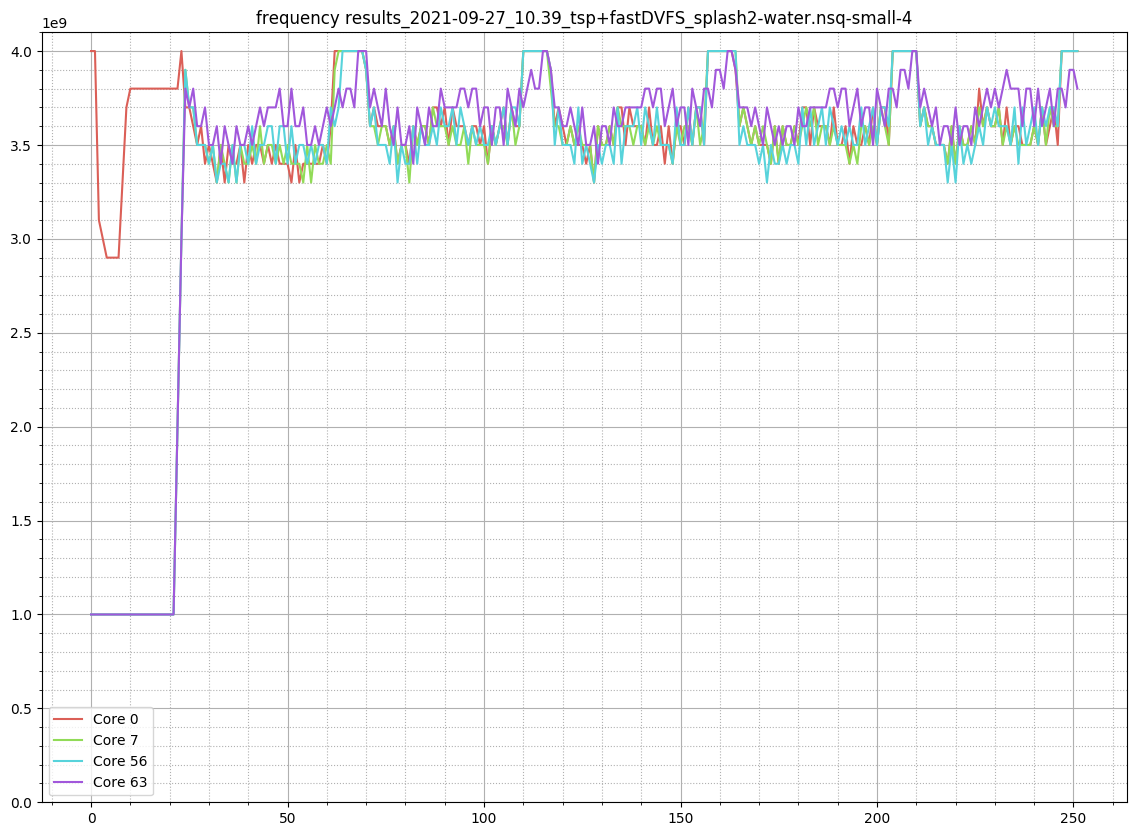 frequency results_2021-09-27_10.39_tsp+fastDVFS_splash2-water.nsq-small-4
1e9
4.0
3.5
3.0
2.5
2.0
1.5
1.0
0.5
0.0
Core 0
Core 7
Core 56
Core 63
0 50 100 150 200 250